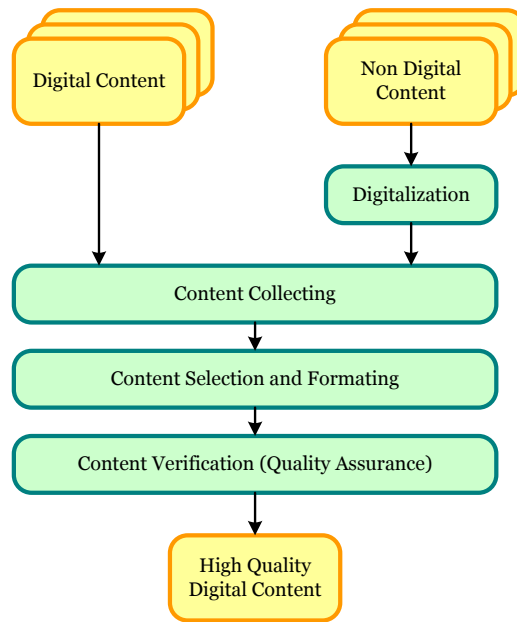 Digital Content
Non Digital
Content
Digitalization
Content Collecting
Content Selection and Formating
Content Verification (Quality Assurance)
High Quality
Digital Content